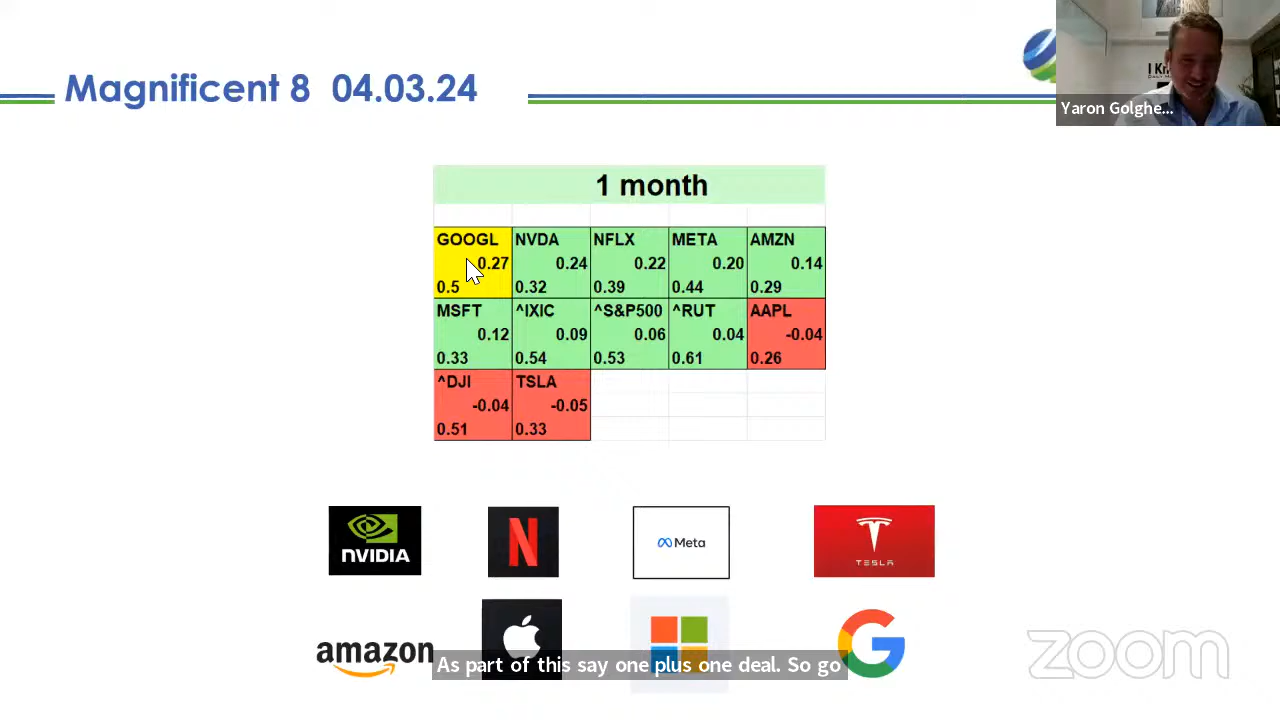 Magnificent 8 04.03.24
Yaron Golghe...
1 month
GOOGL NVDA NFLX META AMZN
0.27 0.24 0.22 0.20 0.14
0.5 0.32 0.39 0.44 0.29
MSFT ^IXIC ^S&P500 ^RUT AAPL
0.12 0.09 0.06 0.04 -0.04
0.33 0.54 0.53 0.61 0.26
^DJI TSLA
-0.04 -0.05
0.51 0.33
NVIDIA
N
Meta
TESLA
amazon
G
As part of this say one plus one deal. So go
zoom